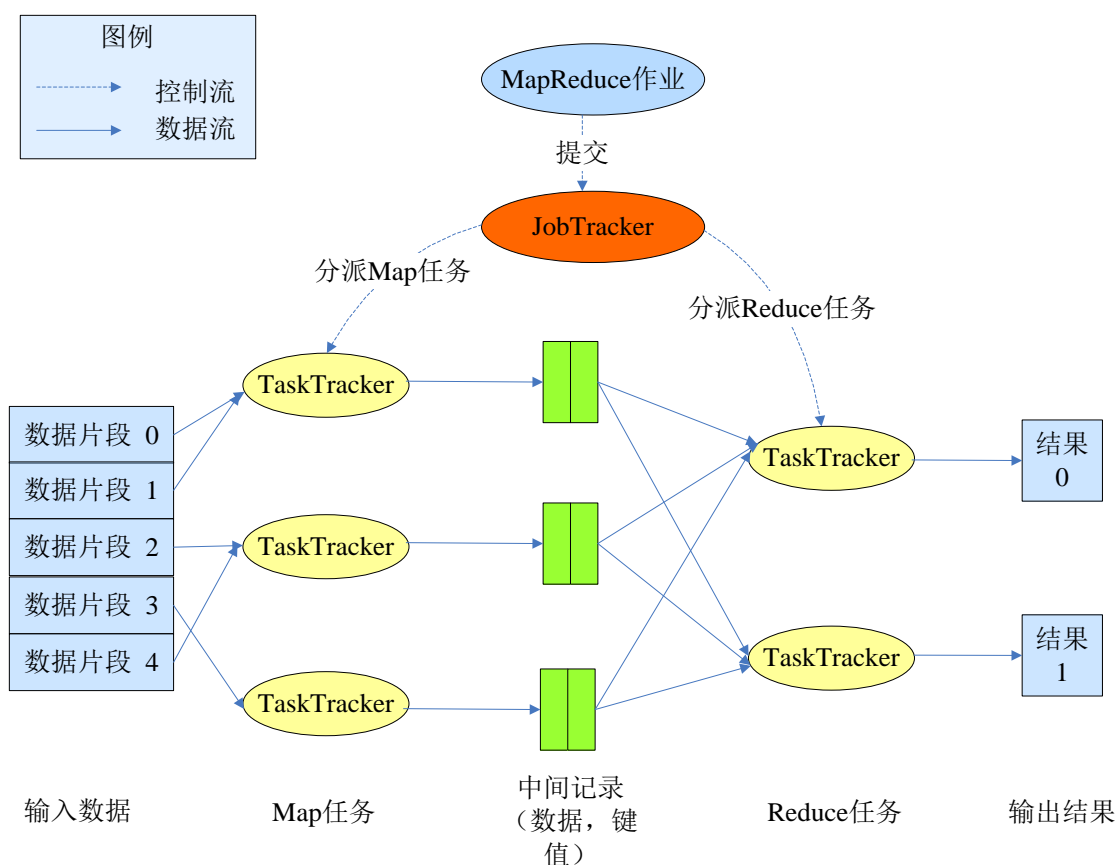 图例
控制流
数据流
MapReduce作业
提交
JobTracker
分派Map任务
分派Reduce任务
TaskTracker
TaskTracker
TaskTracker
数据片段 0
数据片段 1
数据片段 2
数据片段 3
数据片段 4
TaskTracker
TaskTracker
结果
0
结果
1
输入数据
Map任务
中间记录
（数据，键
值）
Reduce任务
输出结果